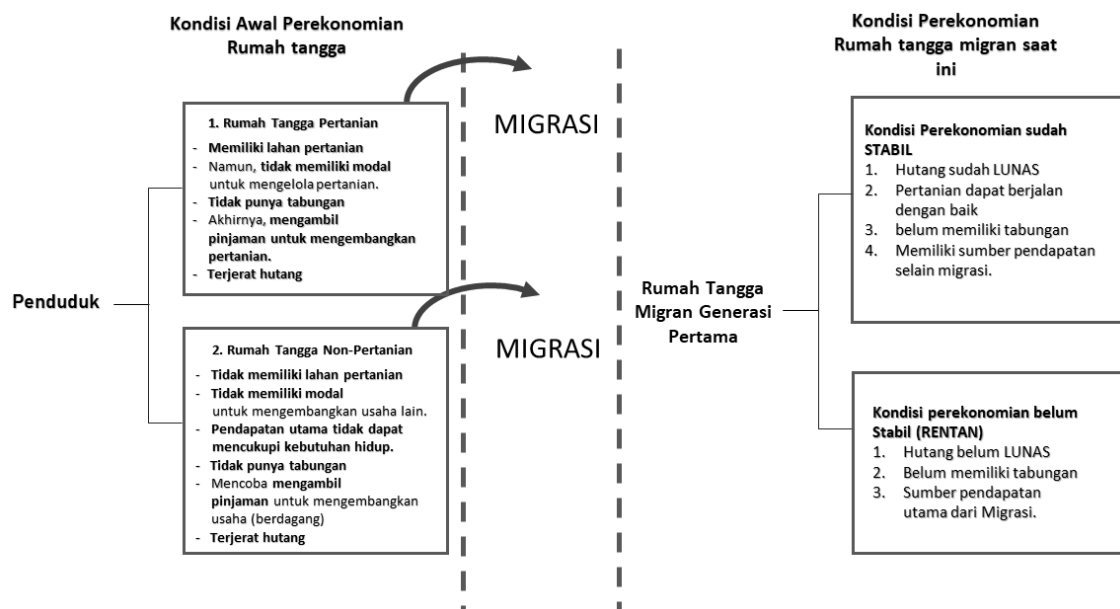 Kondisi Awal Perekonomian
Rumah tangga
Kondisi Perekonomian
Rumah tangga migran saat
ini
Penduduk
1. Rumah Tangga Pertanian
- Memiliki lahan pertanian
- Namun, tidak memiliki modal
untuk mengelola pertanian.
- Tidak punya tabungan
- Akhirnya, mengambil
pinjaman untuk mengembangkan
pertanian.
- Terjerat hutang
2. Rumah Tangga Non-Pertanian
- Tidak memiliki lahan pertanian
- Tidak memiliki modal
untuk mengembangkan usaha lain.
- Pendapatan utama tidak dapat
mencukupi kebutuhan hidup.
- Tidak punya tabungan
- Mencoba mengambil
pinjaman untuk mengembangkan
usaha (berdagang)
- Terjerat hutang
MIGRASI
MIGRASI
Rumah Tangga
Migran Generasi
Pertama
Kondisi Perekonomian sudah
STABIL
1. Hutang sudah LUNAS
2. Pertanian dapat berjalan
dengan baik
3. belum memiliki tabungan
4. Memiliki sumber pendapatan
selain migrasi.
Kondisi perekonomian belum
Stabil (RENTAN)
1. Hutang belum LUNAS
2. Belum memiliki tabungan
3. Sumber pendapatan
utama dari Migrasi.